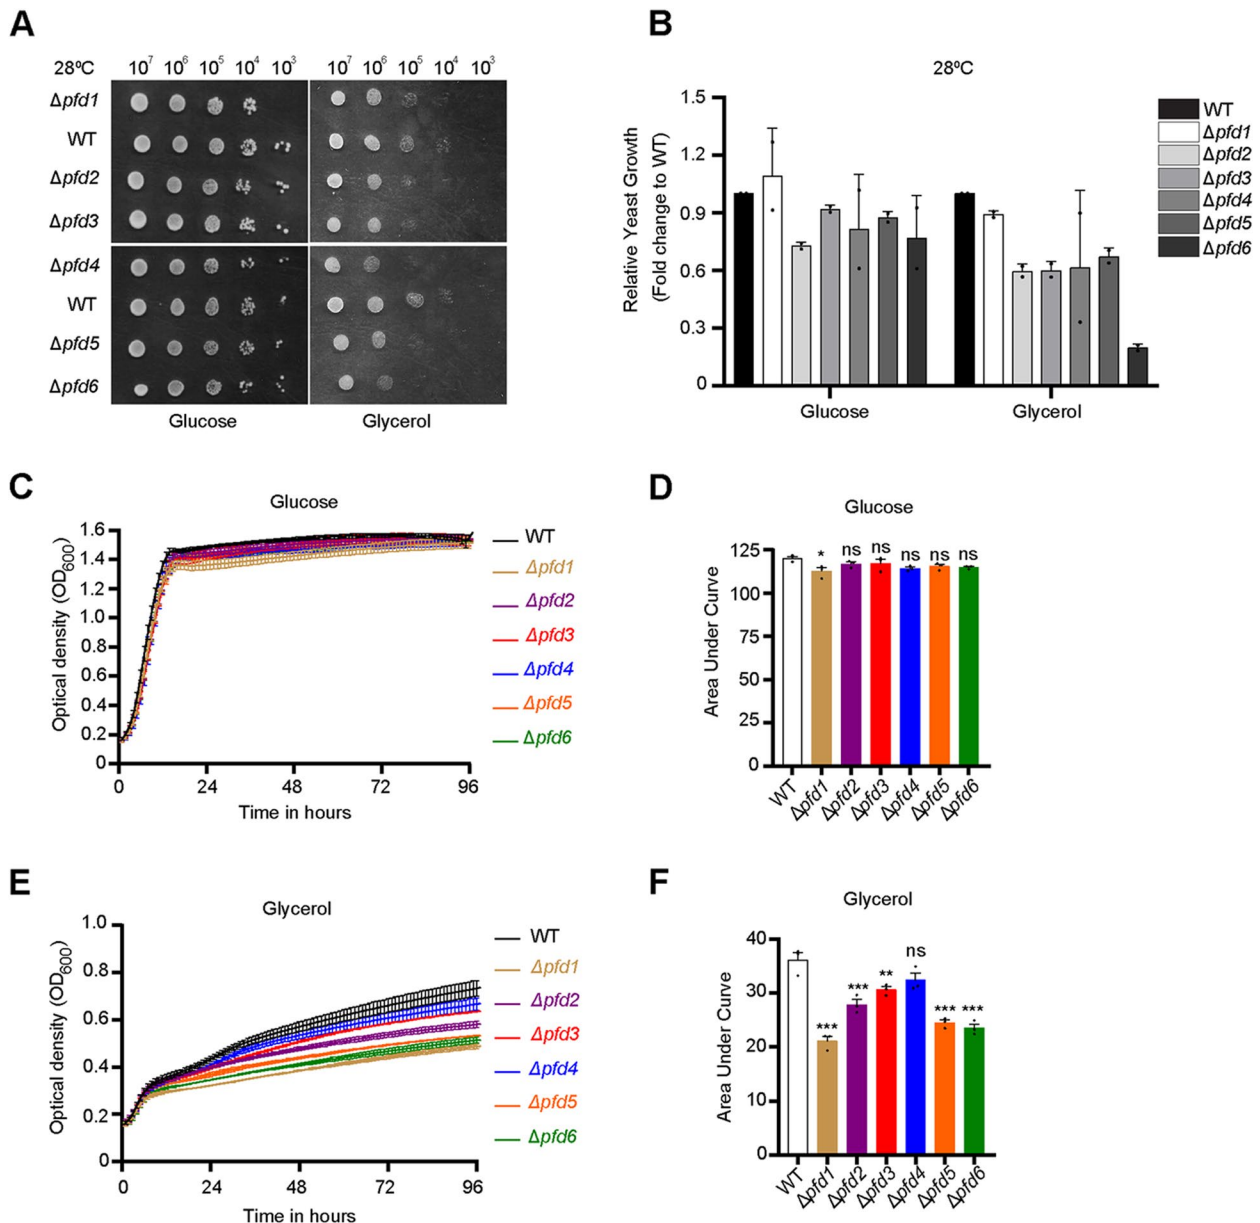 A
28ºC 10⁷ 10⁶ 10⁵ 10⁴ 10³ 10⁷ 10⁶ 10⁵ 10⁴ 10³
Δpfd1
WT
Δpfd2
Δpfd3
Δpfd4
WT
Δpfd5
Δpfd6
Glucose Glycerol
B
28ºC
Relative Yeast Growth
(Fold change to WT)
1.5
1.2
0.9
0.6
0.3
0
Glucose Glycerol
WT
Δpfd1
Δpfd2
Δpfd3
Δpfd4
Δpfd5
Δpfd6
C
Glucose
Optical density (OD₆₀₀)
1.6
1.4
1.2
1.0
0.8
0.6
0.4
0.2
0
0 24 48 72 96
Time in hours
WT
Δpfd1
Δpfd2
Δpfd3
Δpfd4
Δpfd5
Δpfd6
D
Glucose
Area Under Curve
125
100
75
50
25
0
* ns ns ns ns ns
WT Δpfd1 Δpfd2 Δpfd3 Δpfd4 Δpfd5 Δpfd6
E
Glycerol
Optical density (OD₆₀₀)
1.0
0.8
0.6
0.4
0.2
0
0 24 48 72 96
Time in hours
WT
Δpfd1
Δpfd2
Δpfd3
Δpfd4
Δpfd5
Δpfd6
F
Glycerol
Area Under Curve
40
30
20
10
0
*** *** ** ns *** ***
WT Δpfd1 Δpfd2 Δpfd3 Δpfd4 Δpfd5 Δpfd6